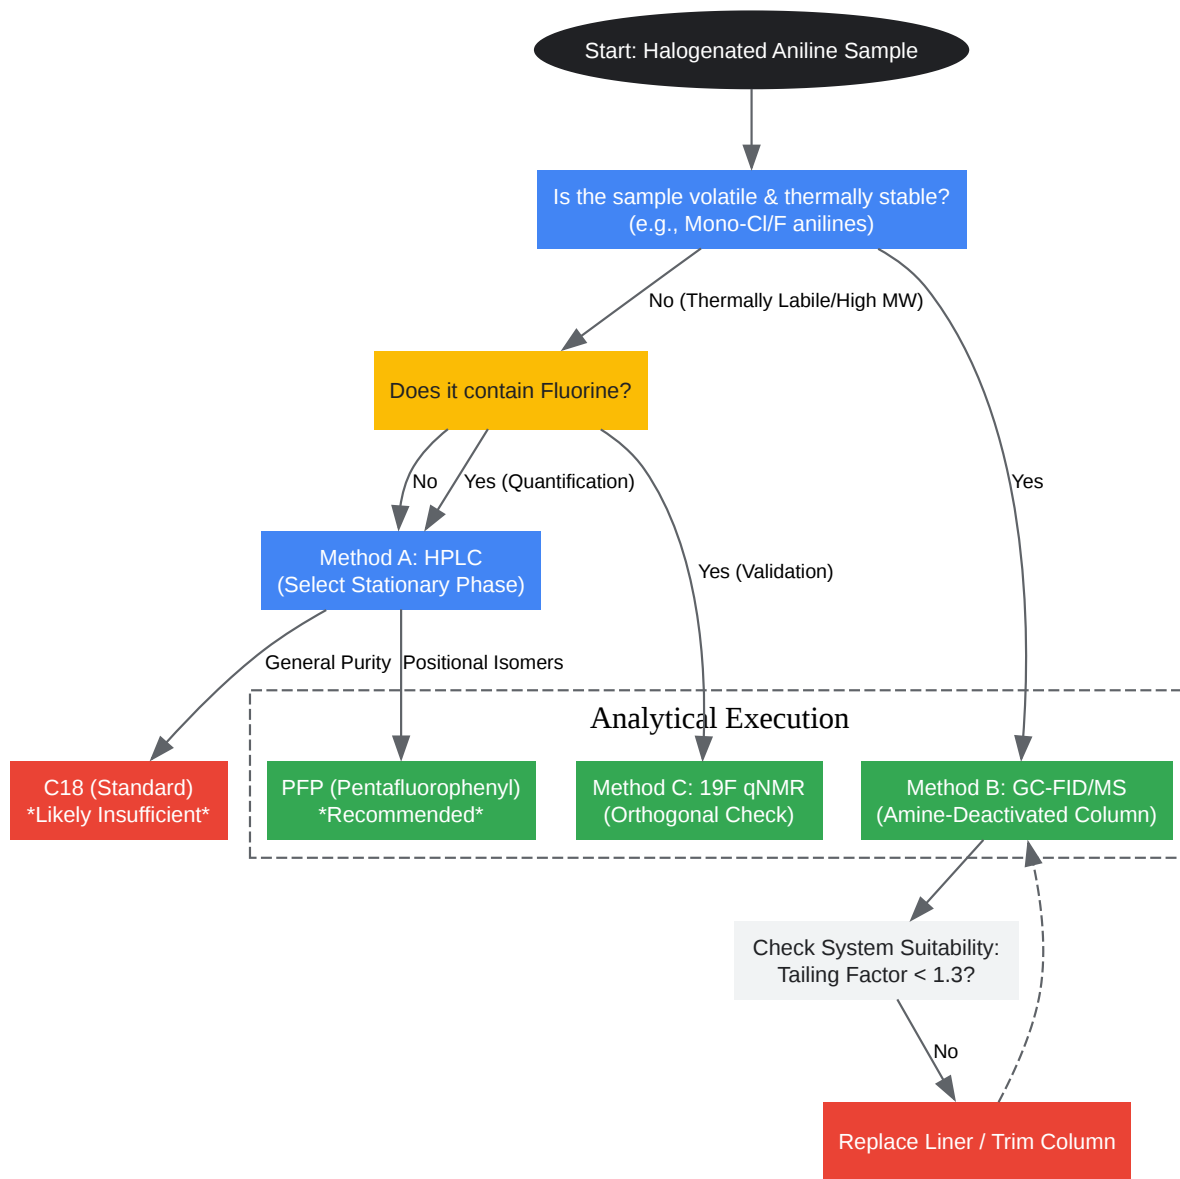 Start: Halogenated Aniline Sample
Is the sample volatile & thermally stable?
(e.g., Mono-Cl/F anilines)
No (Thermally Labile/High MW)
Does it contain Fluorine?
No
Yes (Quantification)
Yes
Method A: HPLC
(Select Stationary Phase)
Yes (Validation)
General Purity
Positional Isomers
Analytical Execution
C18 (Standard)
*Likely Insufficient*
PFP (Pentafluorophenyl)
*Recommended*
Method C: 19F qNMR
(Orthogonal Check)
Method B: GC-FID/MS
(Amine-Deactivated Column)
Check System Suitability:
Tailing Factor < 1.3?
No
Replace Liner / Trim Column